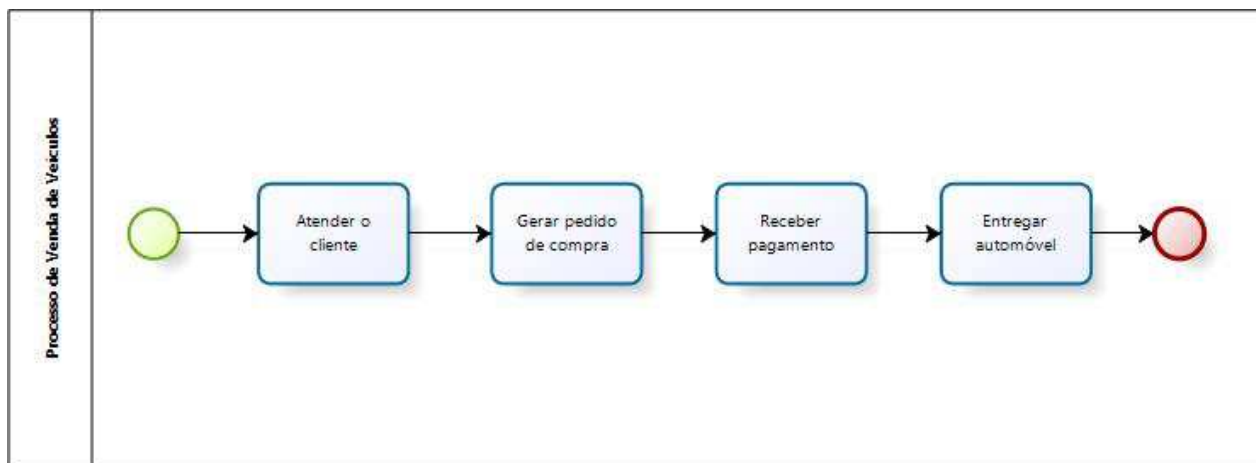 Processo de Venda de Veículos
Atender o
cliente
Gerar pedido
de compra
Receber
pagamento
Entregar
automóvel